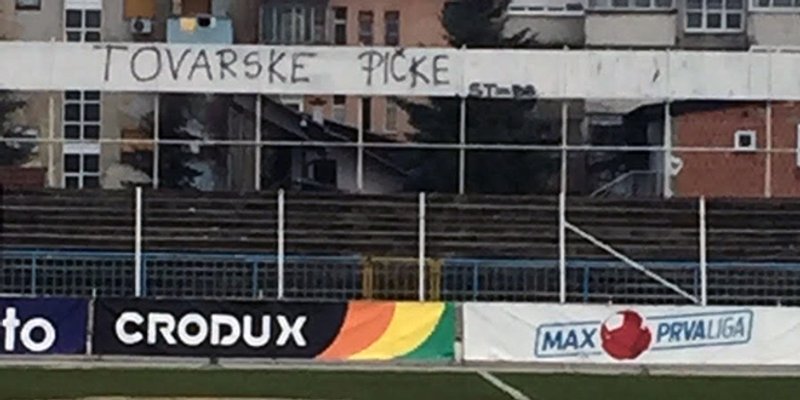 TOVARSKE PIČKE
to
CRODUX
MAX PRVALIGA